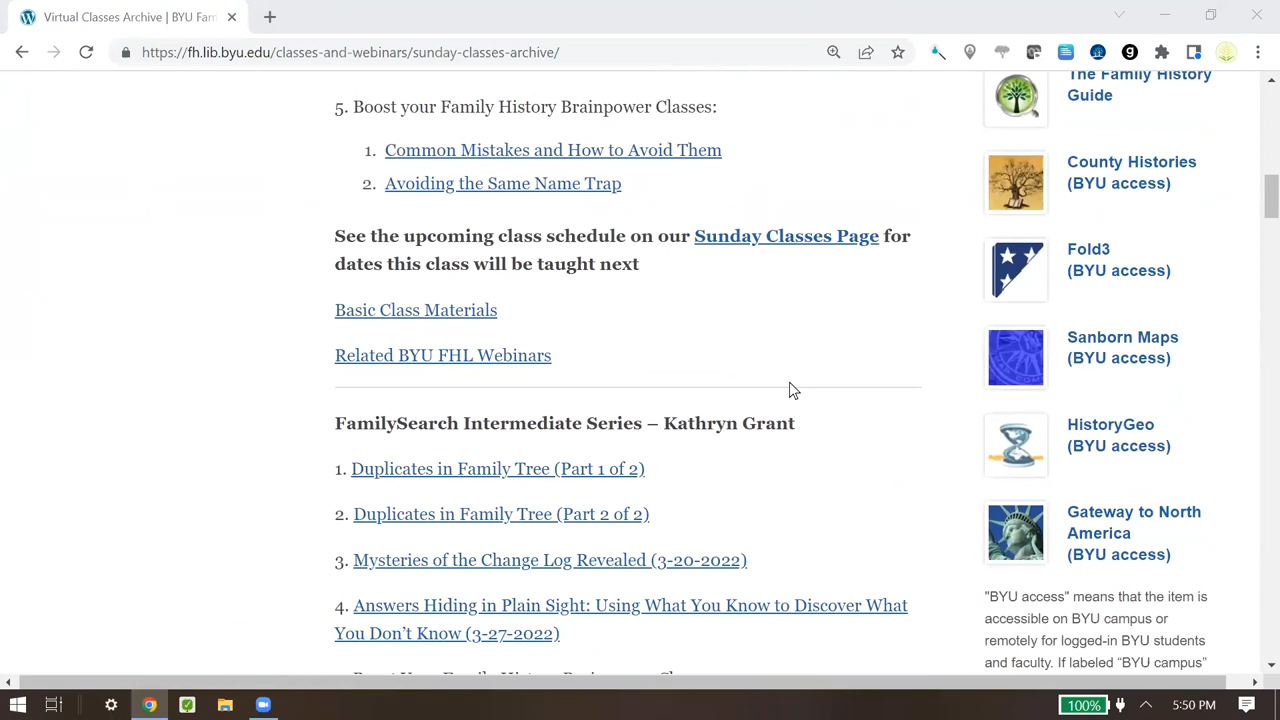 Virtual Classes Archive | BYU Fam
https://fh.lib.byu.edu/classes-and-webinars/sunday-classes-archive/
5. Boost your Family History Brainpower Classes:
1. Common Mistakes and How to Avoid Them
2. Avoiding the Same Name Trap
See the upcoming class schedule on our Sunday Classes Page for
dates this class will be taught next
Basic Class Materials
Related BYU FHL Webinars
FamilySearch Intermediate Series – Kathryn Grant
1. Duplicates in Family Tree (Part 1 of 2)
2. Duplicates in Family Tree (Part 2 of 2)
3. Mysteries of the Change Log Revealed (3-20-2022)
4. Answers Hiding in Plain Sight: Using What You Know to Discover What
You Don’t Know (3-27-2022)
The Family History
Guide
County Histories
(BYU access)
Fold3
(BYU access)
Sanborn Maps
(BYU access)
HistoryGeo
(BYU access)
Gateway to North
America
(BYU access)
"BYU access" means that the item is
accessible on BYU campus or
remotely for logged-in BYU students
and faculty. If labeled “BYU campus”
100%
5:50 PM